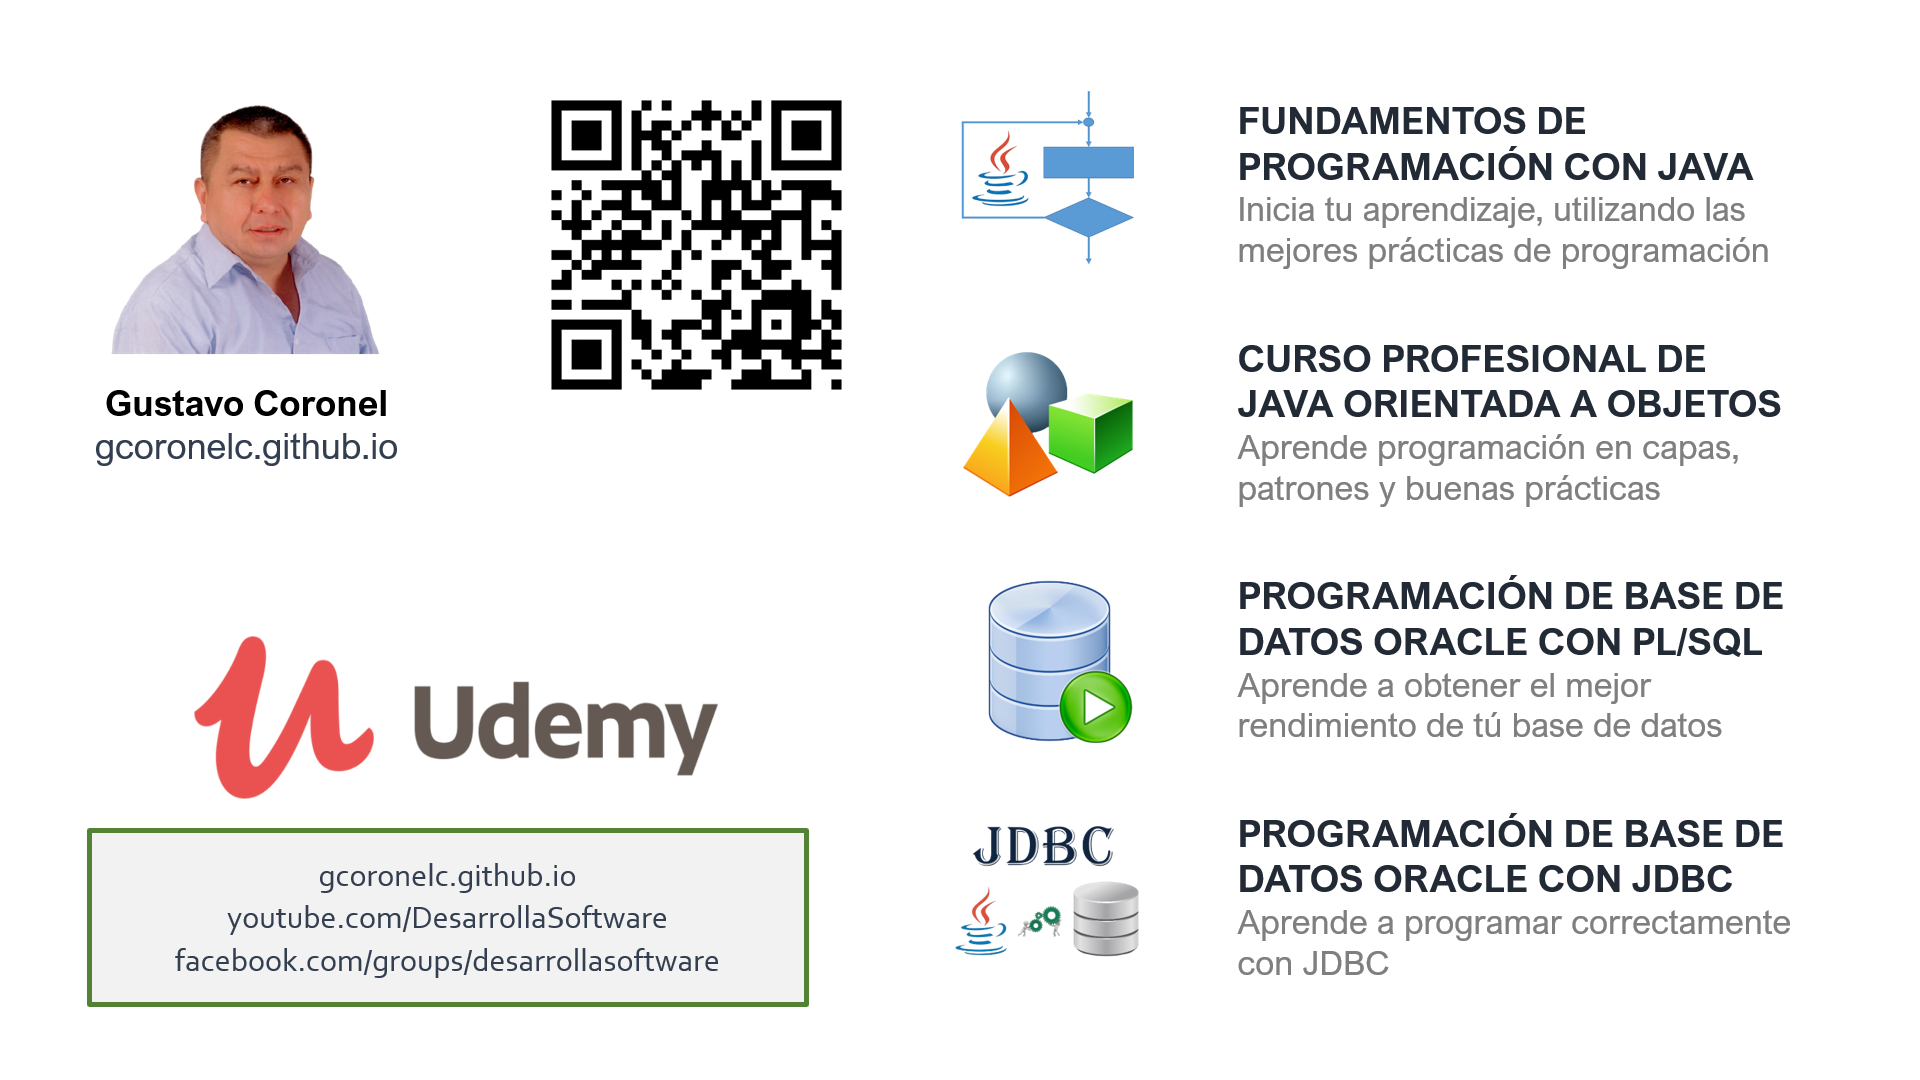 Gustavo Coronel
gcoronelc.github.io
Udemy
gcoronelc.github.io
youtube.com/DesarrollaSoftware
facebook.com/groups/desarrollasoftware
FUNDAMENTOS DE
PROGRAMACIÓN CON JAVA
Inicia tu aprendizaje, utilizando las
mejores prácticas de programación
CURSO PROFESIONAL DE
JAVA ORIENTADA A OBJETOS
Aprende programación en capas,
patrones y buenas prácticas
PROGRAMACIÓN DE BASE DE
DATOS ORACLE CON PL/SQL
Aprende a obtener el mejor
rendimiento de tú base de datos
JDBC
PROGRAMACIÓN DE BASE DE
DATOS ORACLE CON JDBC
Aprende a programar correctamente
con JDBC